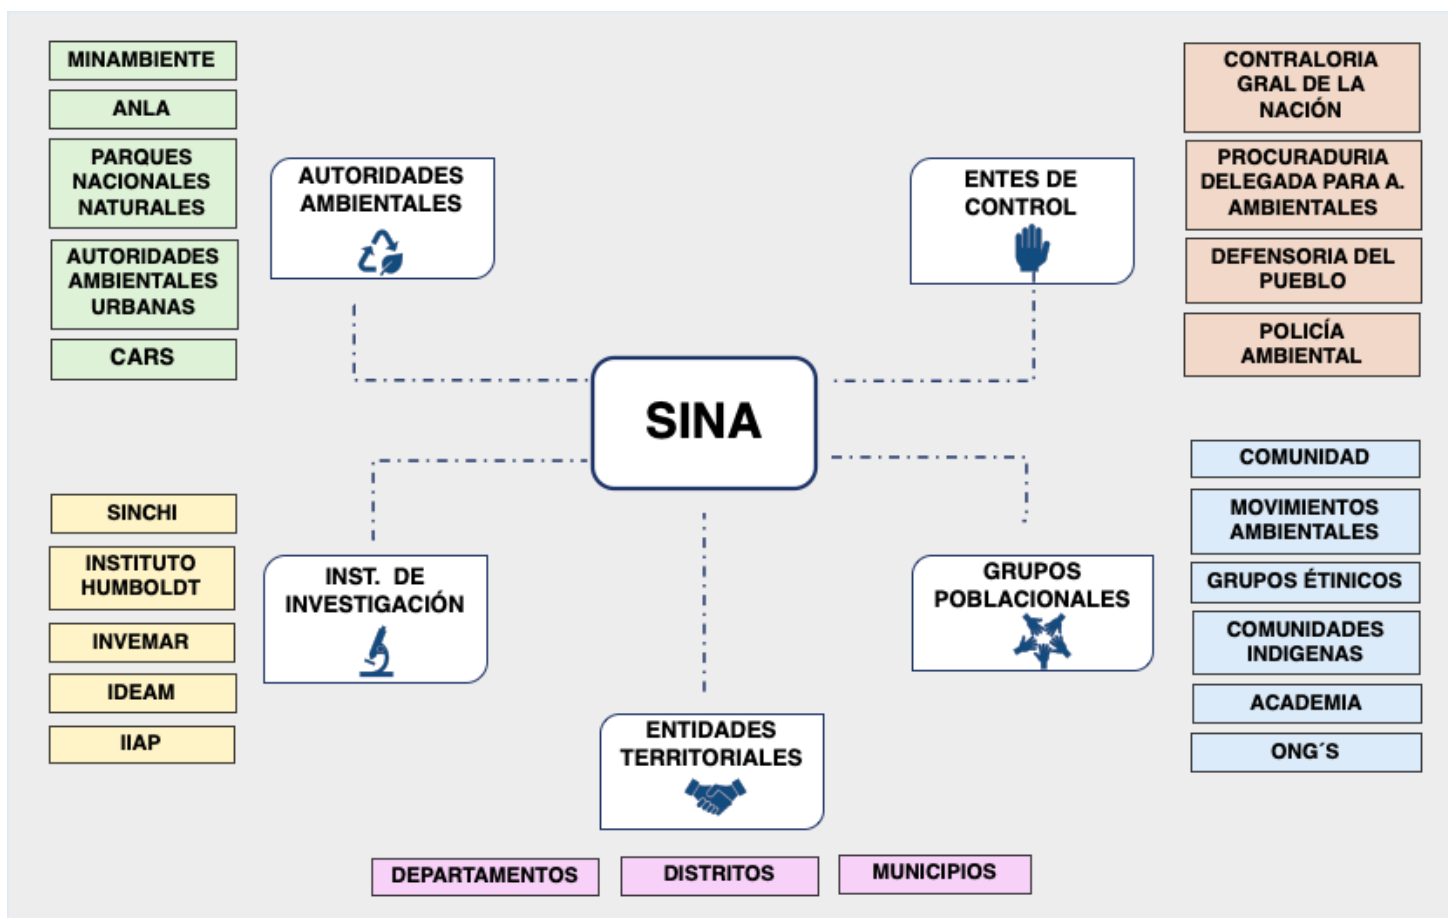 MINAMBIENTE
ANLA
PARQUES
NACIONALES
NATURALES
AUTORIDADES
AMBIENTALES
URBANAS
CARS
AUTORIDADES
AMBIENTALES
ENTES DE
CONTROL
CONTRALORIA
GRAL DE LA
NACIÓN
PROCURADURIA
DELEGADA PARA A.
AMBIENTALES
DEFENSORIA DEL
PUEBLO
POLICÍA
AMBIENTAL
SINA
SINCHI
INSTITUTO
HUMBOLDT
INVEMAR
IDEAM
IIAP
INST. DE
INVESTIGACIÓN
GRUPOS
POBLACIONALES
COMUNIDAD
MOVIMIENTOS
AMBIENTALES
GRUPOS ÉTINICOS
COMUNIDADES
INDIGENAS
ACADEMIA
ONG´S
ENTIDADES
TERRITORIALES
DEPARTAMENTOS
DISTRITOS
MUNICIPIOS